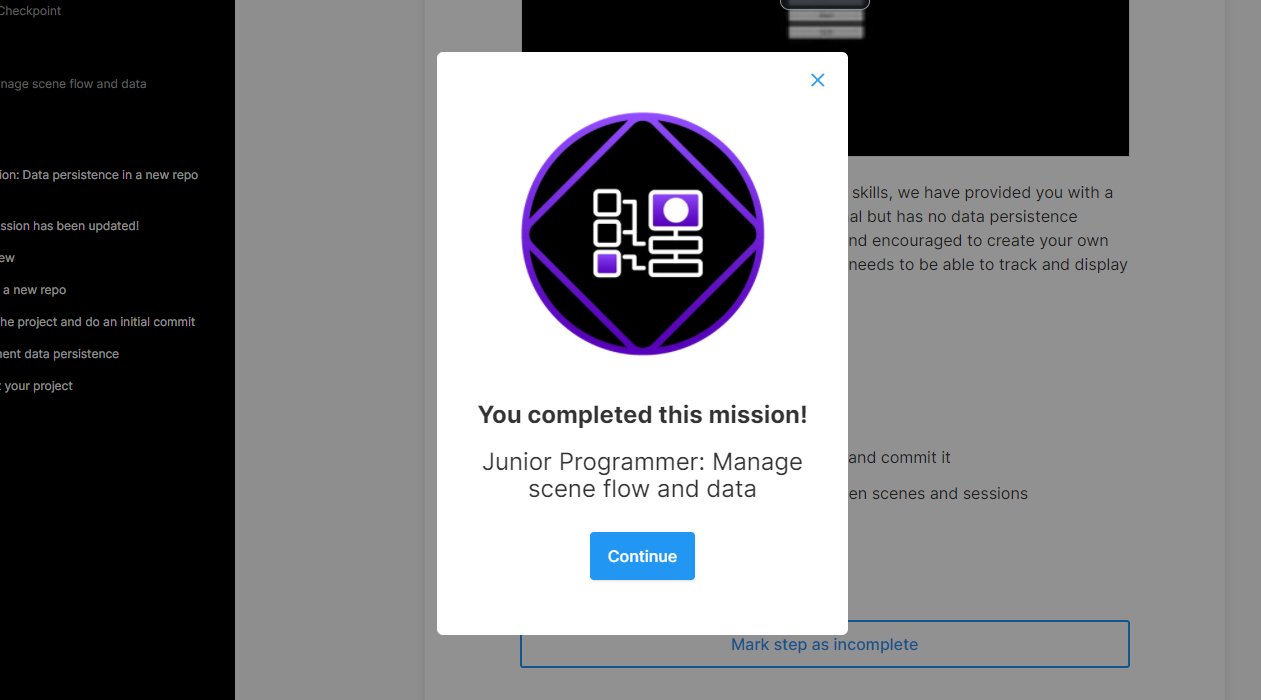 Checkpoint
nage scene flow and data
ion: Data persistence in a new repo
ssion has been updated!
ew
a new repo
he project and do an initial commit
nent data persistence
your project
skills, we have provided you with a
al but has no data persistence
nd encouraged to create your own
needs to be able to track and display
You completed this mission!
Junior Programmer: Manage
scene flow and data
and commit it
en scenes and sessions
Continue
Mark step as incomplete